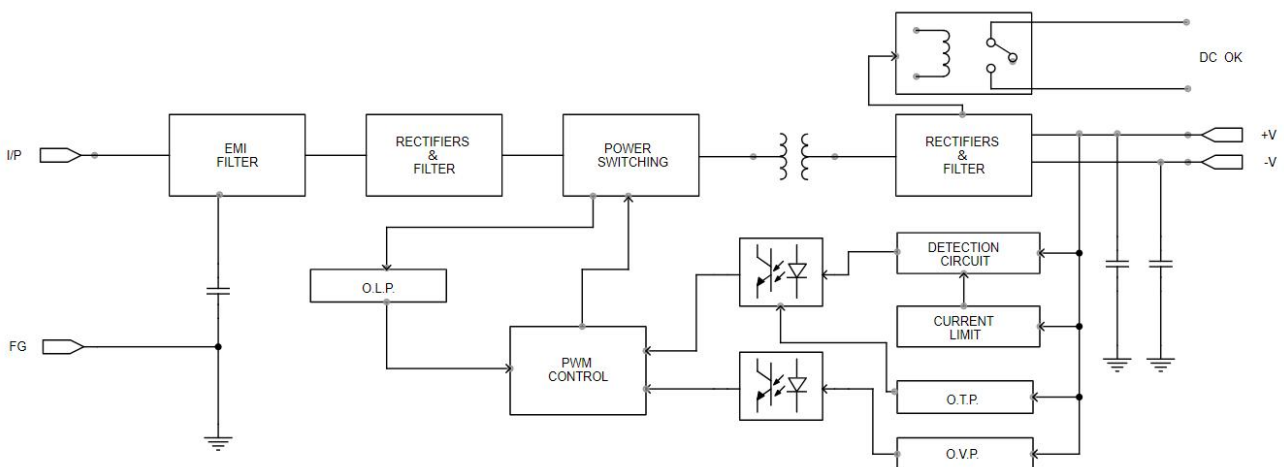 DC OK
I/P
EMI
FILTER
RECTIFIERS
&
FILTER
POWER
SWITCHING
RECTIFIERS
&
FILTER
+V
-V
DETECTION
CIRCUIT
O.L.P.
CURRENT
LIMIT
FG
PWM
CONTROL
O.T.P.
O.V.P.